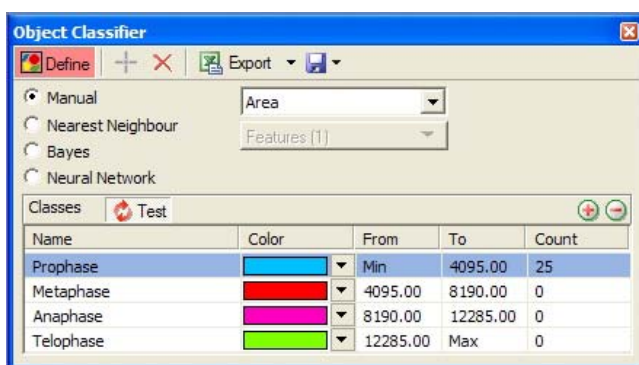 Object Classifier
Define Export
Manual Area
Nearest Neighbour Features (1)
Bayes
Neural Network
Classes Test
Name Color From To Count
Prophase Min 4095.00 25
Metaphase 4095.00 8190.00 0
Anaphase 8190.00 12285.00 0
Telophase 12285.00 Max 0